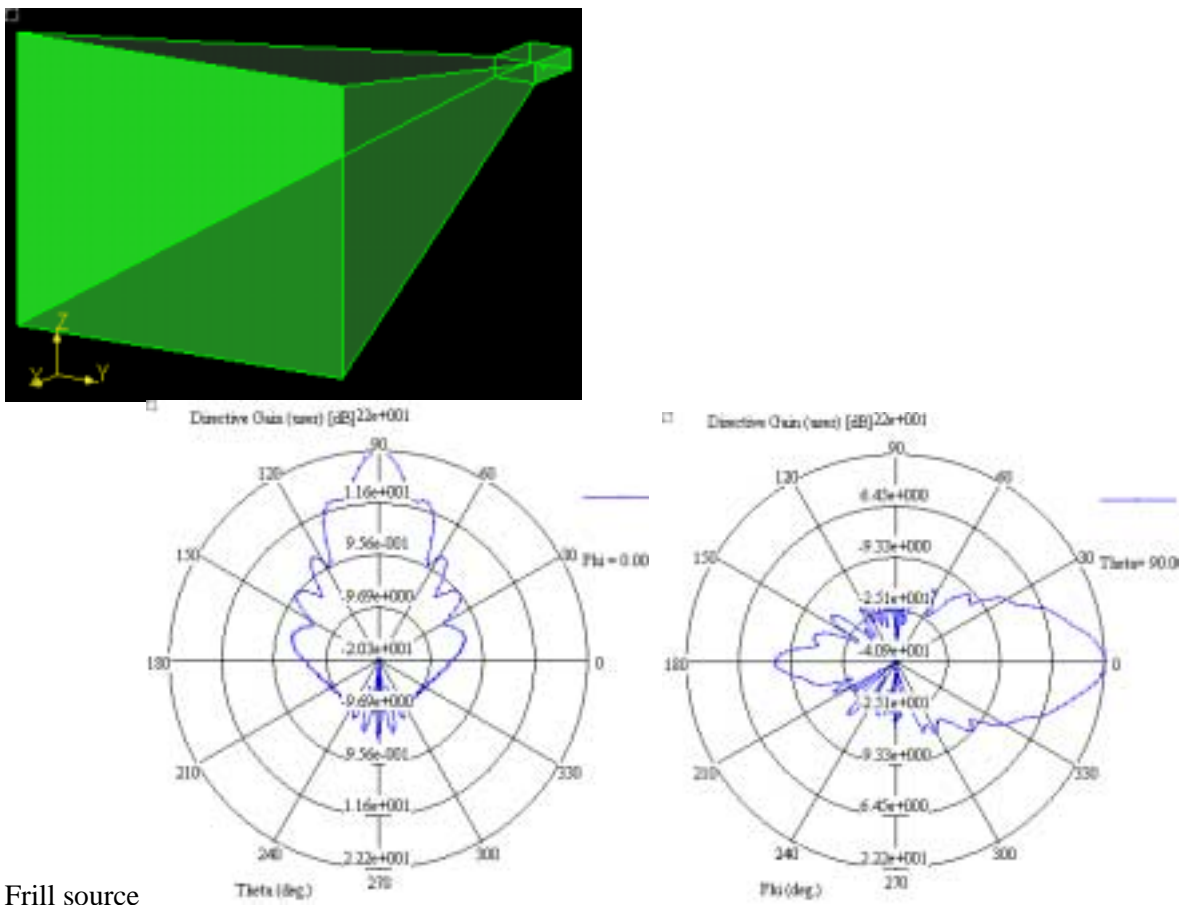 Z
X
Y
Directive Gain (user) [dB] 22e+001
90
120
60
1.16e+001
150
9.56e-001
30
Phi = 0.00
-9.69e+000
180
-2.03e+001
0
-9.69e+000
210
9.56e-001
330
1.16e+001
240
2.22e+001
300
Theta (deg.)
270
Directive Gain (user) [dB] 22e+001
90
120
60
6.45e+000
150
-9.33e+000
30
Theta= 90.00
-2.51e+001
180
-4.09e+001
0
-2.51e+001
210
-9.33e+000
330
6.45e+000
240
2.22e+001
300
Phi (deg.)
270
Frill source